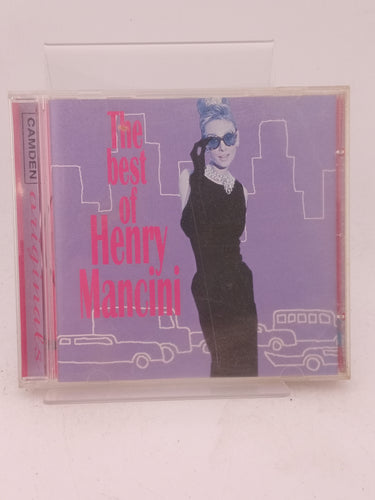 CAMDEN
originals
The
best
of
Henry
Mancini